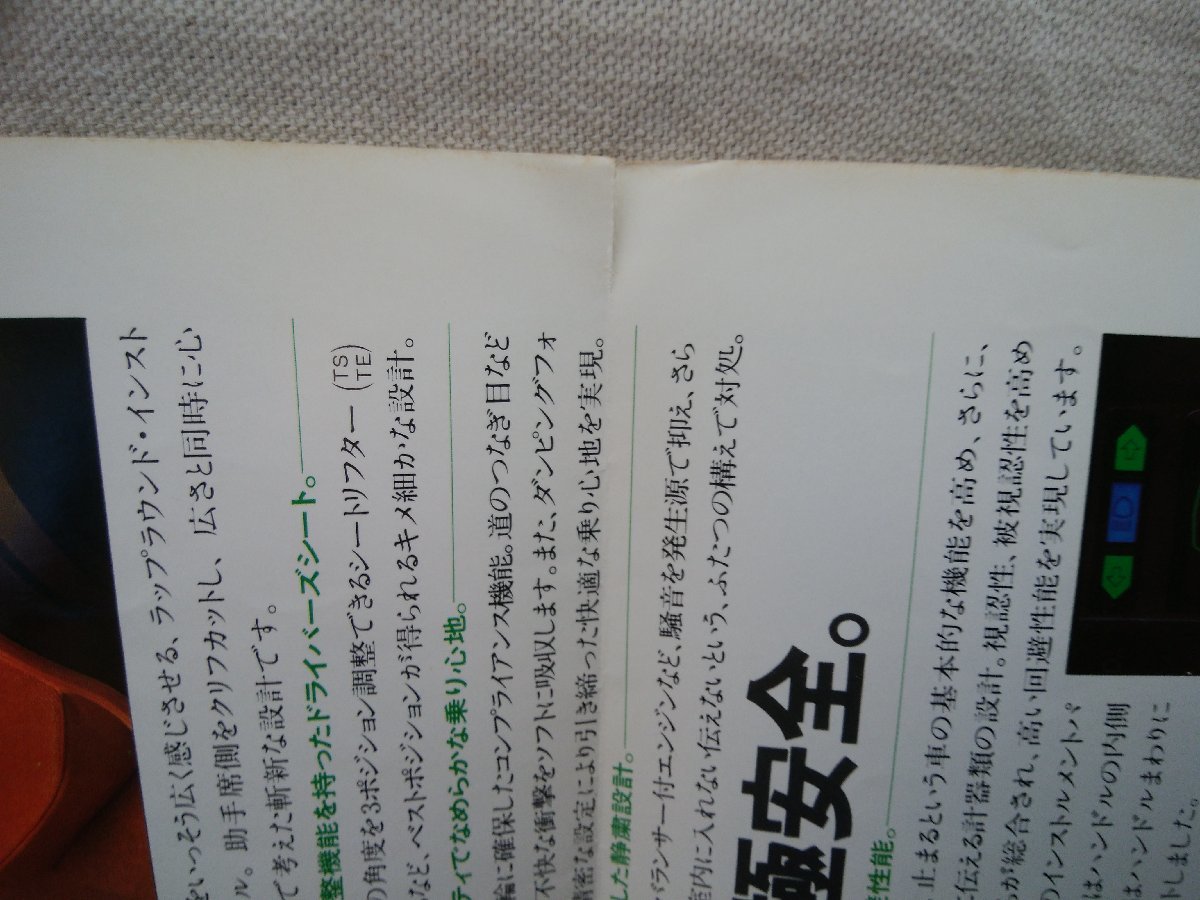 をいっそう広く感じさせる、ラップラウンド・インスト
ル。助手席側をクリフカットし、広さと同時に心
で考えた斬新な設計です。
整機能を持ったドライバーズシート。
の角度を3ポジション調整できるシートリフター(TS TE)
など、ベストポジションが得られるキメ細かな設計。
ティでなめらかな乗り心地。
輪に確保したコンプライアンス機能。道のつなぎ目など
不快な衝撃をソフトに吸収します。また、ダンピングフォ
精密な設定により引き締った快適な乗り心地を実現。
した静粛設計。
バランサー付エンジンなど、騒音を発生源で抑え、さら
室内に入れない伝えないという、ふたつの構えで対処。
極安全。
性能。
止まるという車の基本的な機能を高め、さらに、
に伝える計器類の設計。視認性、被視認性を高め
が総合され、高い回避性能を実現しています。
のインストルメントパ
はハンドルの内側
はハンドルまわりに
トしました。